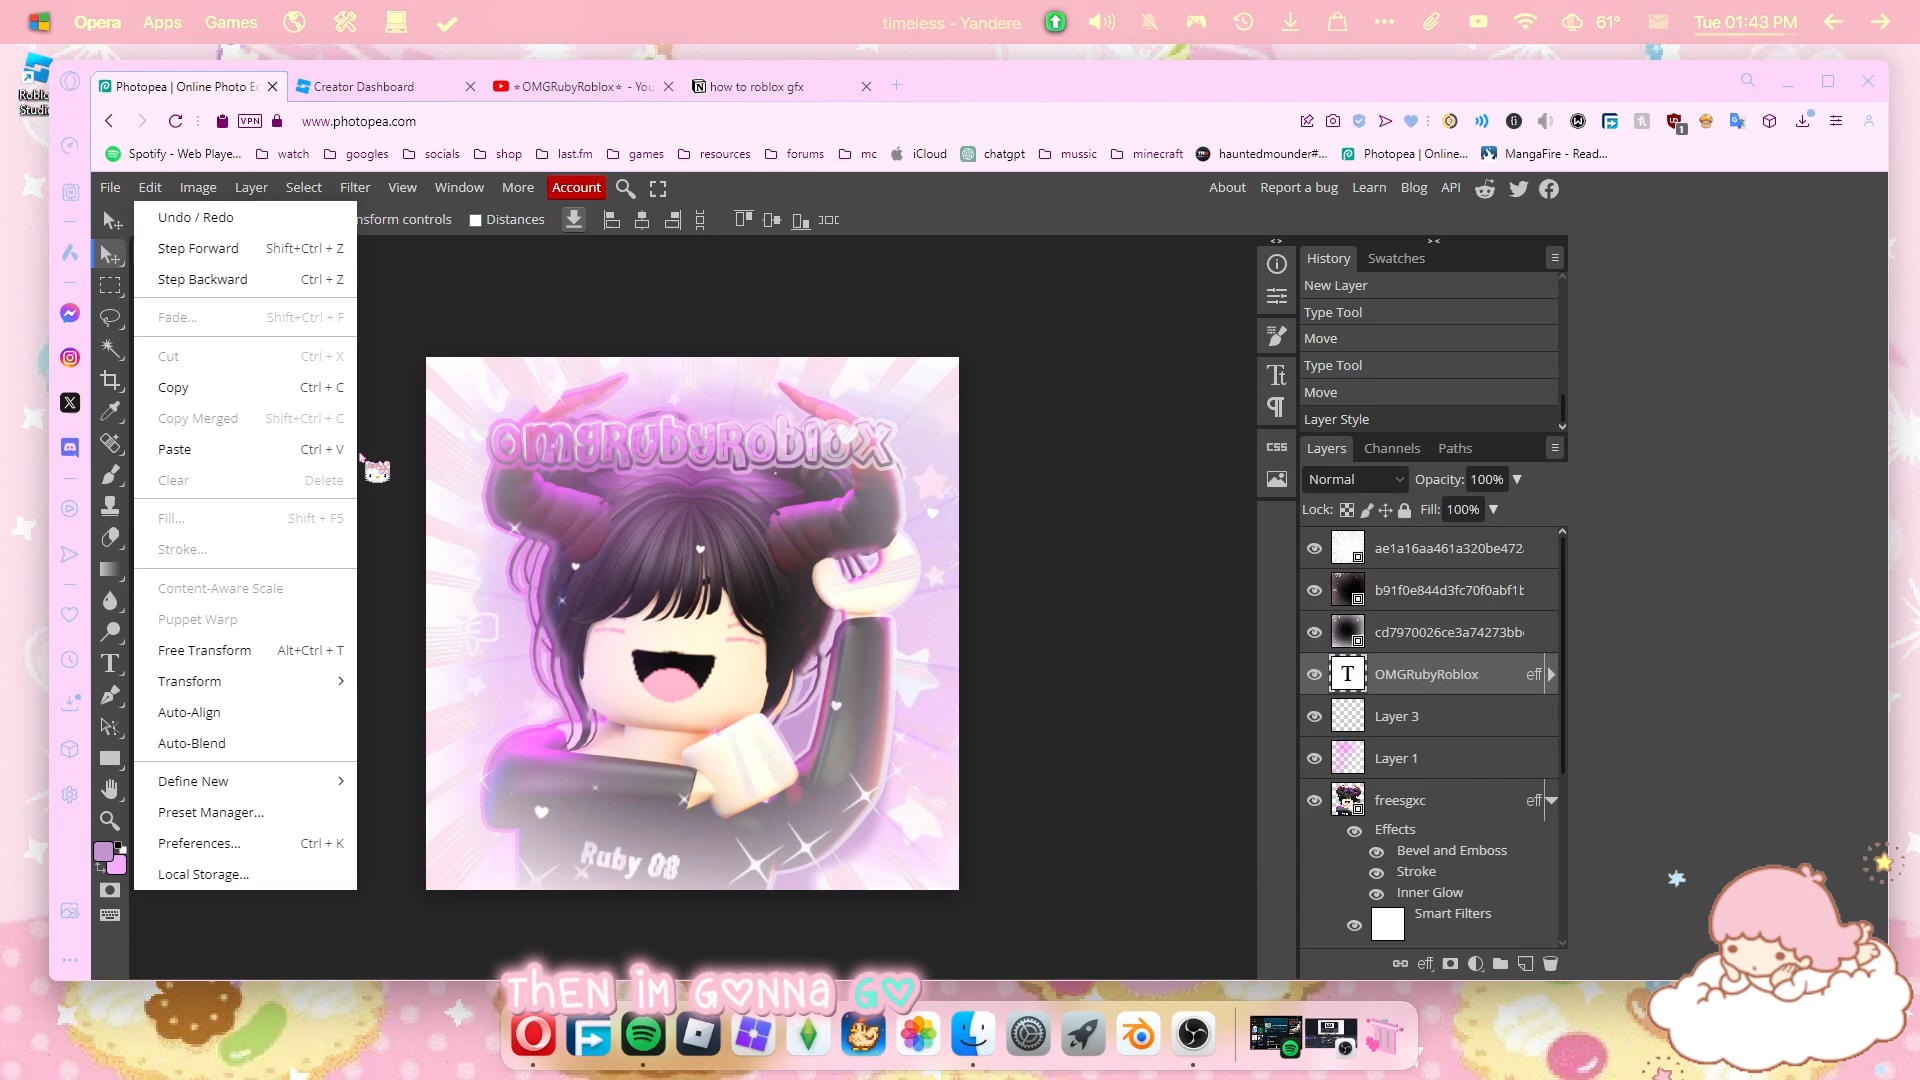 Opera Apps Games timeless - Yandere 61° Tue 01:43 PM
Roblo
Studio
Photopea | Online Photo Ed
Creator Dashboard
⭐OMGRubyRoblox⭐ - You
how to roblox gfx
VPN www.photopea.com
Spotify - Web Playe... watch googles socials shop last.fm games resources forums mc iCloud chatgpt mussic minecraft hauntedmounder#... Photopea | Online... MangaFire - Read...
File Edit Image Layer Select Filter View Window More Account About Report a bug Learn Blog API
nsform controls Distances
Undo / Redo
Step Forward Shift+Ctrl + Z
Step Backward Ctrl + Z
Fade... Shift+Ctrl + F
Cut Ctrl + X
Copy Ctrl + C
Copy Merged Shift+Ctrl + C
Paste Ctrl + V
Clear Delete
Fill... Shift + F5
Stroke...
Content-Aware Scale
Puppet Warp
Free Transform Alt+Ctrl + T
Transform
Auto-Align
Auto-Blend
Define New
Preset Manager...
Preferences... Ctrl + K
Local Storage...
OMGRubyRoblox
Ruby 08
History Swatches
New Layer
Type Tool
Move
Type Tool
Move
Layer Style
CSS
Layers Channels Paths
Normal Opacity: 100%
Lock: Fill: 100%
ae1a16aa461a320be472
b91f0e844d3fc70f0abf1b
cd7970026ce3a74273bb
OMGRubyRoblox eff
Layer 3
Layer 1
freesgxc eff
Effects
Bevel and Emboss
Stroke
Inner Glow
Smart Filters
eff
THEN IM GONNA GO